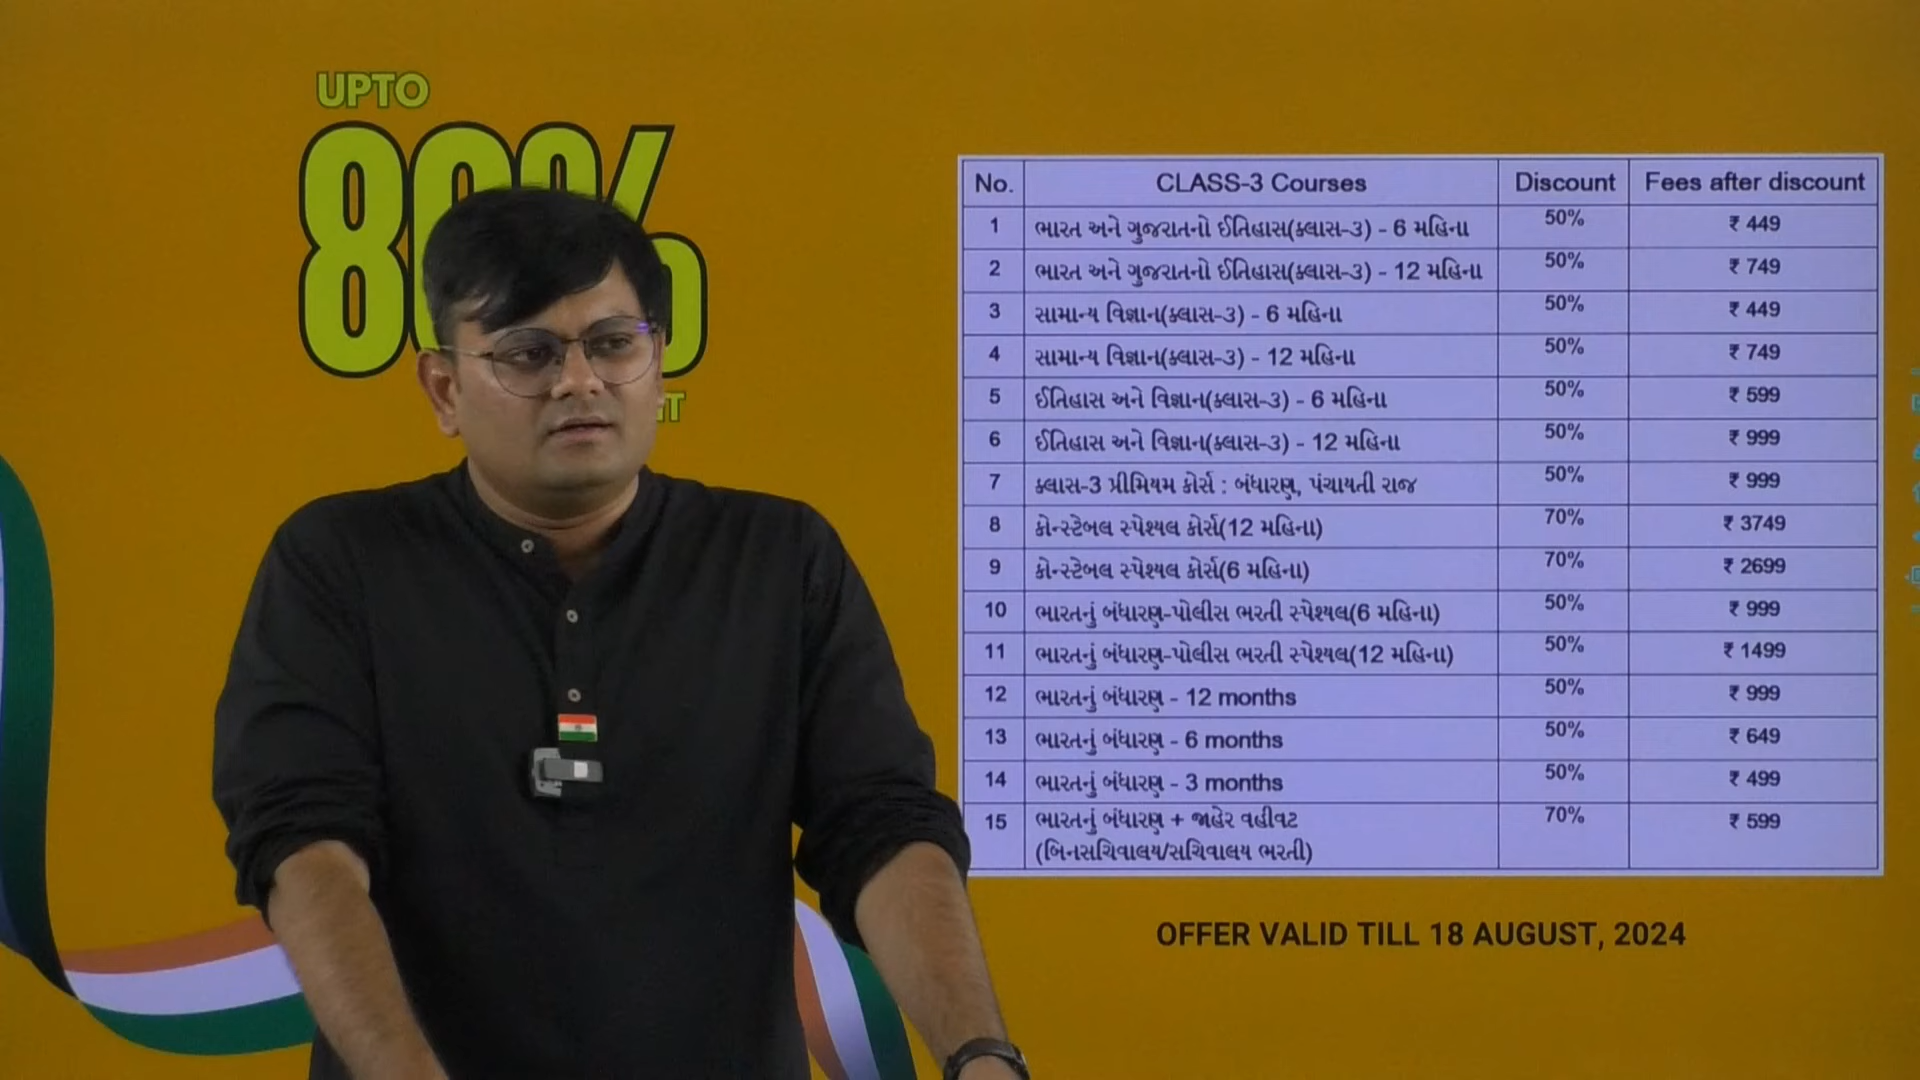 UPTO
No. CLASS-3 Courses Discount Fees after discount
1 ભારત અને ગુજરાતનો ઈતિહાસ(ક્લાસ-૩) - 6 મહિના 50% ₹ 449
2 ભારત અને ગુજરાતનો ઈતિહાસ(ક્લાસ-૩) - 12 મહિના 50% ₹ 749
3 સામાન્ય વિજ્ઞાન(ક્લાસ-૩) - 6 મહિના 50% ₹ 449
4 સામાન્ય વિજ્ઞાન(ક્લાસ-૩) - 12 મહિના 50% ₹ 749
5 ઈતિહાસ અને વિજ્ઞાન(ક્લાસ-૩) - 6 મહિના 50% ₹ 599
6 ઈતિહાસ અને વિજ્ઞાન(ક્લાસ-૩) - 12 મહિના 50% ₹ 999
7 ક્લાસ-3 પ્રીમિયમ કોર્સ : બંધારણ, પંચાયતી રાજ 50% ₹ 999
8 કોન્સ્ટેબલ સ્પેશ્યલ કોર્સ(12 મહિના) 70% ₹ 3749
9 કોન્સ્ટેબલ સ્પેશ્યલ કોર્સ(6 મહિના) 70% ₹ 2699
10 ભારતનું બંધારણ-પોલીસ ભરતી સ્પેશ્યલ(6 મહિના) 50% ₹ 999
11 ભારતનું બંધારણ-પોલીસ ભરતી સ્પેશ્યલ(12 મહિના) 50% ₹ 1499
12 ભારતનું બંધારણ - 12 months 50% ₹ 999
13 ભારતનું બંધારણ - 6 months 50% ₹ 649
14 ભારતનું બંધારણ - 3 months 50% ₹ 499
15 ભારતનું બંધારણ + જાહેર વહીવટ 70% ₹ 599
(બિનસચિવાલય/સચિવાલય ભરતી)
OFFER VALID TILL 18 AUGUST, 2024